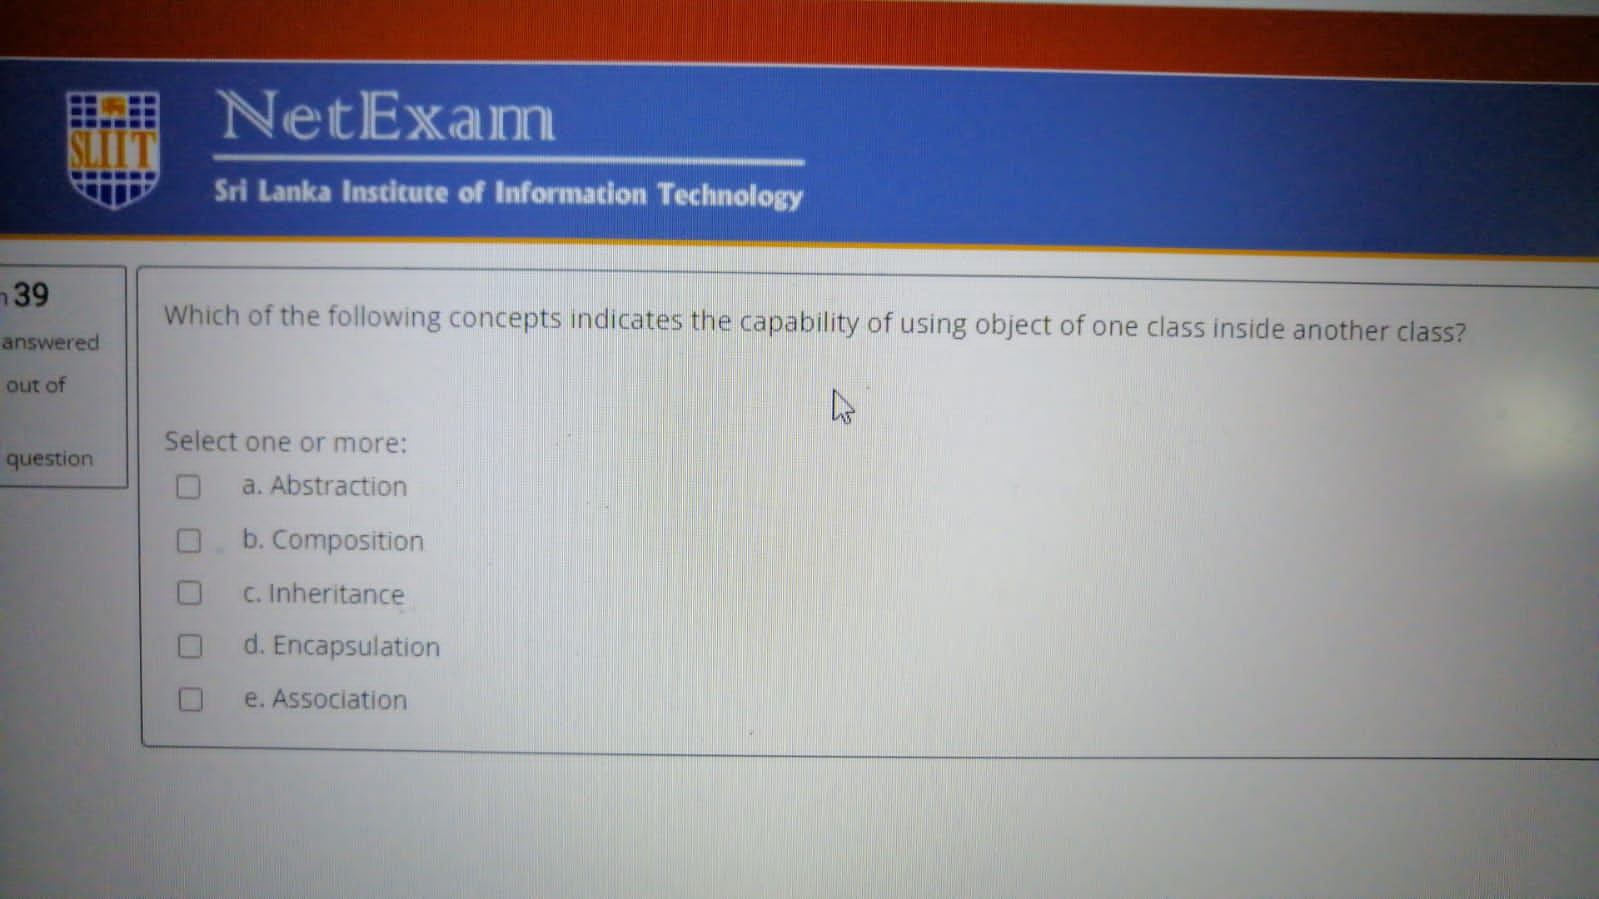 SLIIT
NetExam
Sri Lanka Institute of Information Technology
39
answered
out of
question
Which of the following concepts indicates the capability of using object of one class inside another class?
Select one or more:
a. Abstraction
b. Composition
c. Inheritance
d. Encapsulation
e. Association